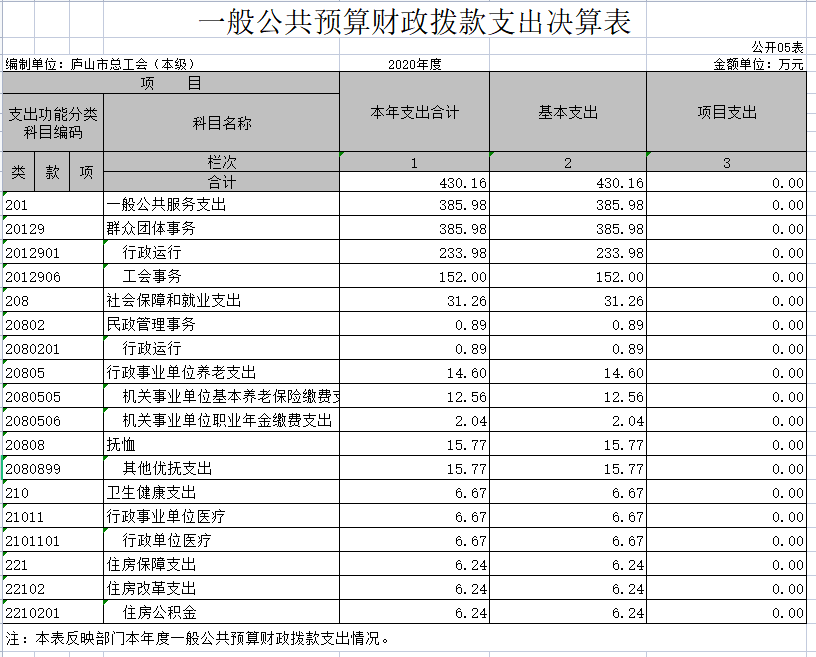 一般公共预算财政拨款支出决算表
公开05表
编制单位：庐山市总工会（本级） 2020年度 金额单位：万元
项 目 本年支出合计 基本支出 项目支出
支出功能分类科目编码 科目名称
类 款 项 栏次 1 2 3
合计 430.16 430.16 0.00
201 一般公共服务支出 385.98 385.98 0.00
20129 群众团体事务 385.98 385.98 0.00
2012901 行政运行 233.98 233.98 0.00
2012906 工会事务 152.00 152.00 0.00
208 社会保障和就业支出 31.26 31.26 0.00
20802 民政管理事务 0.89 0.89 0.00
2080201 行政运行 0.89 0.89 0.00
20805 行政事业单位养老支出 14.60 14.60 0.00
2080505 机关事业单位基本养老保险缴费支 12.56 12.56 0.00
2080506 机关事业单位职业年金缴费支出 2.04 2.04 0.00
20808 抚恤 15.77 15.77 0.00
2080899 其他优抚支出 15.77 15.77 0.00
210 卫生健康支出 6.67 6.67 0.00
21011 行政事业单位医疗 6.67 6.67 0.00
2101101 行政单位医疗 6.67 6.67 0.00
221 住房保障支出 6.24 6.24 0.00
22102 住房改革支出 6.24 6.24 0.00
2210201 住房公积金 6.24 6.24 0.00
注：本表反映部门本年度一般公共预算财政拨款支出情况。